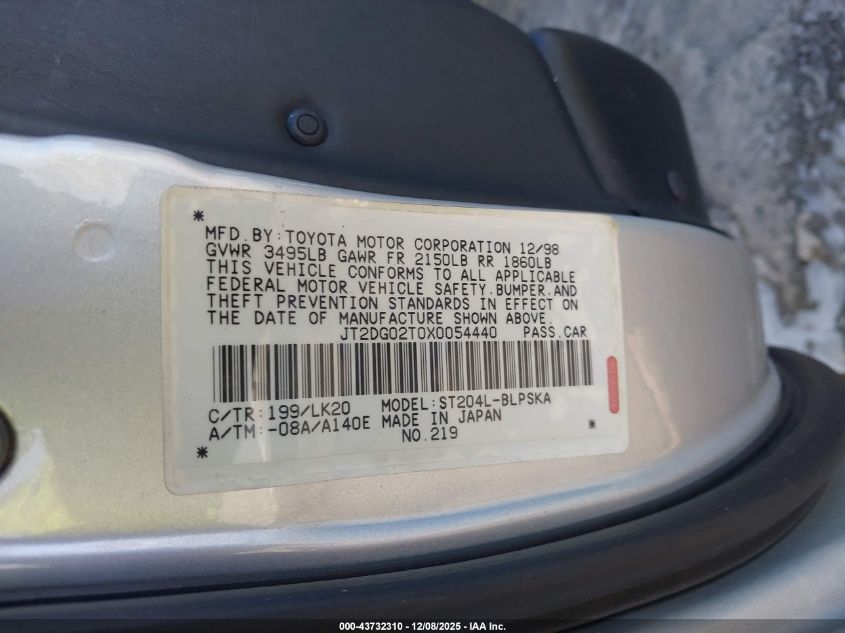 *
MFD.BY:TOYOTA MOTOR CORPORATION 12/98
GVWR 3495LB GAWR FR 2150LB RR 1860LB
THIS VEHICLE CONFORMS TO ALL APPLICABLE
FEDERAL MOTOR VEHICLE SAFETY.BUMPER.AND
THEFT PREVENTION STANDARDS IN EFFECT ON
THE DATE OF MANUFACTURE SHOWN ABOVE.
JT2DG02T0X0054440 PASS.CAR
C/TR:199/LK20 MODEL:ST204L-BLPSKA
A/TM:-08A/A140E MADE IN JAPAN *
* NO.219
000-43732310 - 12/08/2025 - IAA Inc.